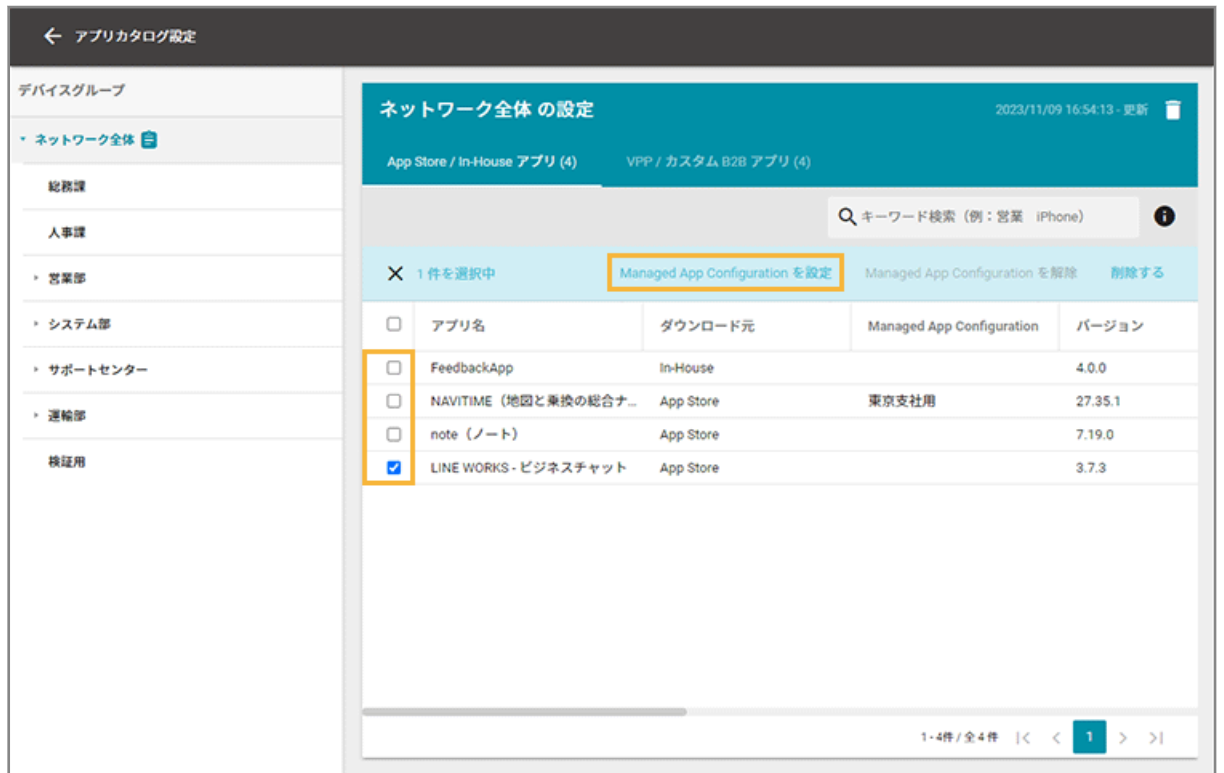 アプリカタログ設定
デバイスグループ
ネットワーク全体
総務課
人事課
営業部
システム部
サポートセンター
運輸部
検証用
ネットワーク全体 の設定
2023/11/09 16:54:13 - 更新
App Store / In-House アプリ (4) VPP / カスタム B2B アプリ (4)
キーワード検索（例：営業 iPhone）
1 件を選択中 Managed App Configuration を設定 Managed App Configuration を解除 削除する
アプリ名 ダウンロード元 Managed App Configuration バージョン
FeedbackApp In-House 4.0.0
NAVITIME（地図と乗換の総合ナ... App Store 東京支社用 27.35.1
note（ノート） App Store 7.19.0
LINE WORKS - ビジネスチャット App Store 3.7.3
1 - 4件 / 全 4 件 |< < 1 > >|